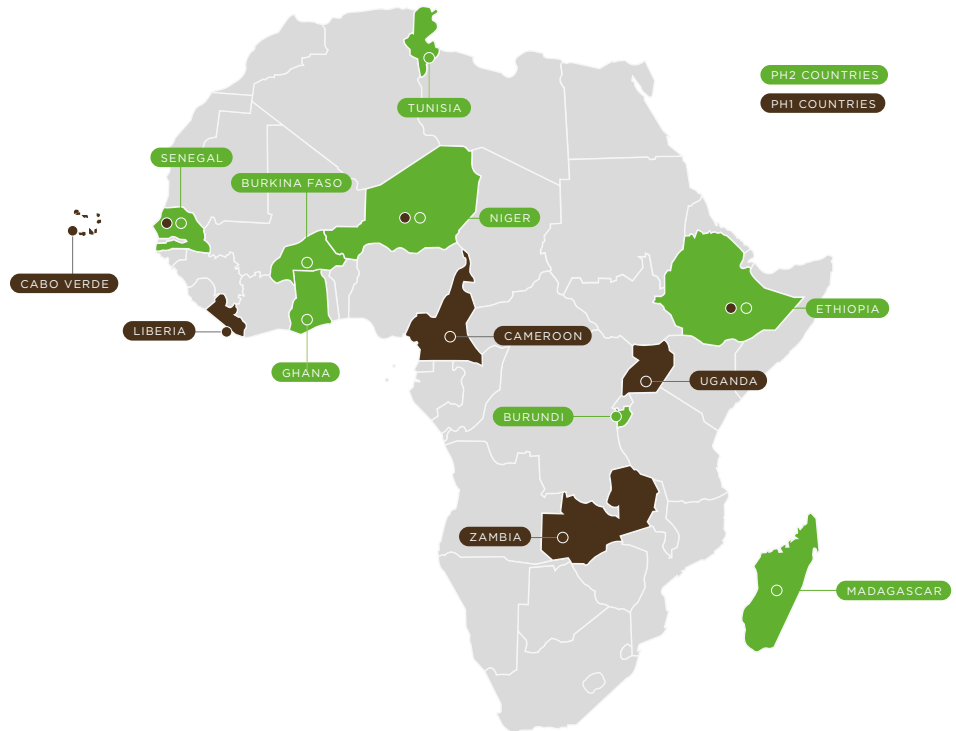 PH2 COUNTRIES
PH1 COUNTRIES
TUNISIA
SENEGAL
BURKINA FASO
NIGER
CABO VERDE
ETHIOPIA
LIBERIA
CAMEROON
GHANA
UGANDA
BURUNDI
ZAMBIA
MADAGASCAR